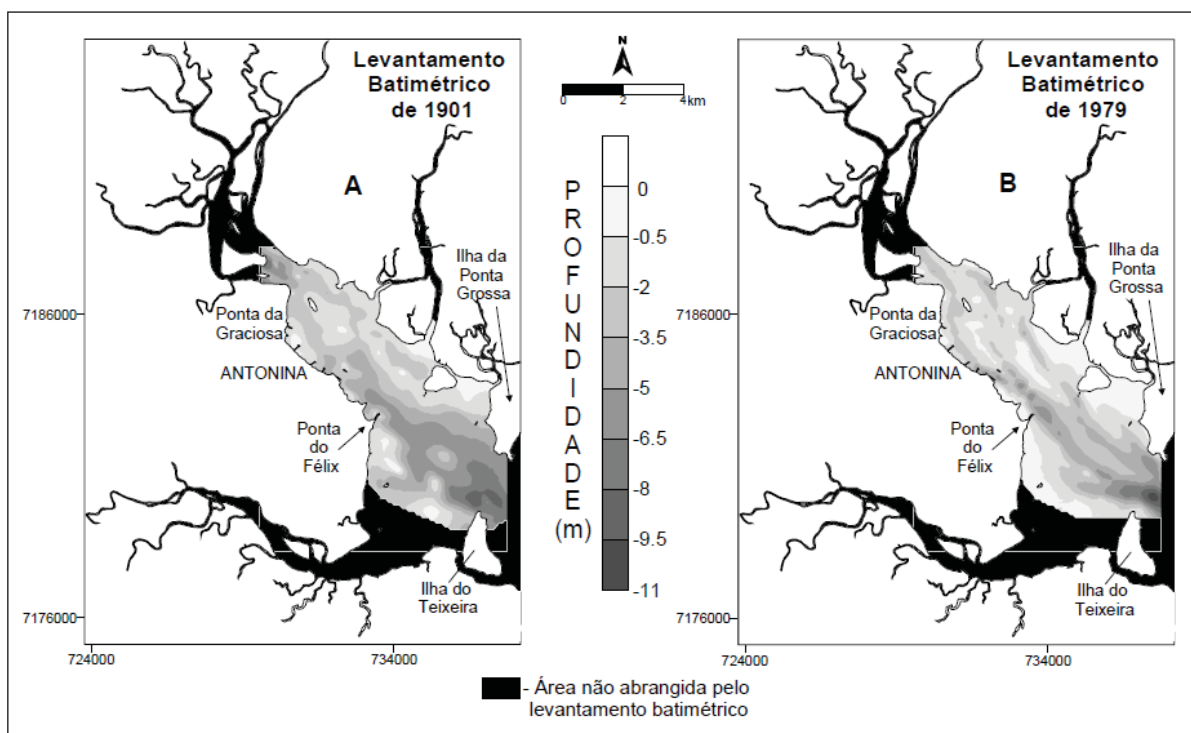 Levantamento
Batimétrico
de 1901
A
Ilha da
Ponta
Grossa
7186000
Ponta da
Graciosa
ANTONINA
Ponta
do
Félix
Ilha do
Teixeira
7176000
724000
734000
N
0
2
4
km
PROFUNDIDADE
(m)
0
-0.5
-2
-3.5
-5
-6.5
-8
-9.5
-11
Levantamento
Batimétrico
de 1979
B
Ilha da
Ponta
Grossa
7186000
Ponta da
Graciosa
ANTONINA
Ponta
do
Félix
Ilha do
Teixeira
7176000
724000
734000
- Área não abrangida pelo
levantamento batimétrico